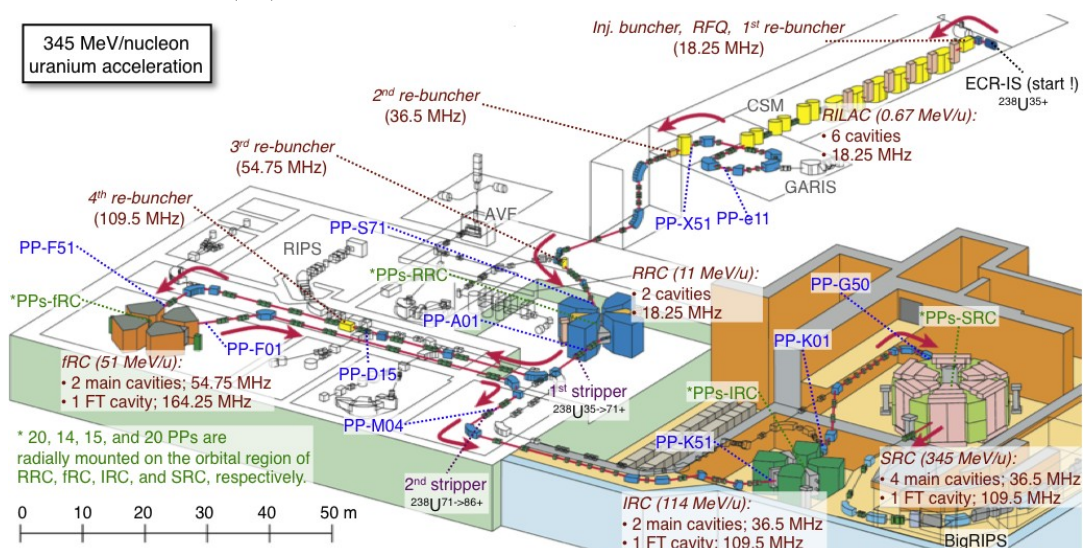 345 MeV/nucleon
uranium acceleration
Inj. buncher, RFQ, 1st re-buncher
(18.25 MHz)
ECR-IS (start !)
238U35+
2nd re-buncher
(36.5 MHz)
CSM
RILAC (0.67 MeV/u):
• 6 cavities
• 18.25 MHz
GARIS
PP-X51
PP-e11
3rd re-buncher
(54.75 MHz)
4th re-buncher
(109.5 MHz)
AVF
PP-S71
RIPS
PP-F51
*PPs-RRC
RRC (11 MeV/u):
• 2 cavities
• 18.25 MHz
PP-G50
*PPs-fRC
PP-A01
*PPs-SRC
PP-F01
PP-K01
fRC (51 MeV/u):
• 2 main cavities; 54.75 MHz
• 1 FT cavity; 164.25 MHz
PP-D15
1st stripper
238U35->71+
*PPs-IRC
PP-M04
PP-K51
* 20, 14, 15, and 20 PPs are
radially mounted on the orbital region of
RRC, fRC, IRC, and SRC, respectively.
2nd stripper
238U71->86+
SRC (345 MeV/u):
• 4 main cavities; 36.5 MHz
• 1 FT cavity; 109.5 MHz
IRC (114 MeV/u):
• 2 main cavities; 36.5 MHz
• 1 FT cavity; 109.5 MHz
BigRIPS
0 10 20 30 40 50 m